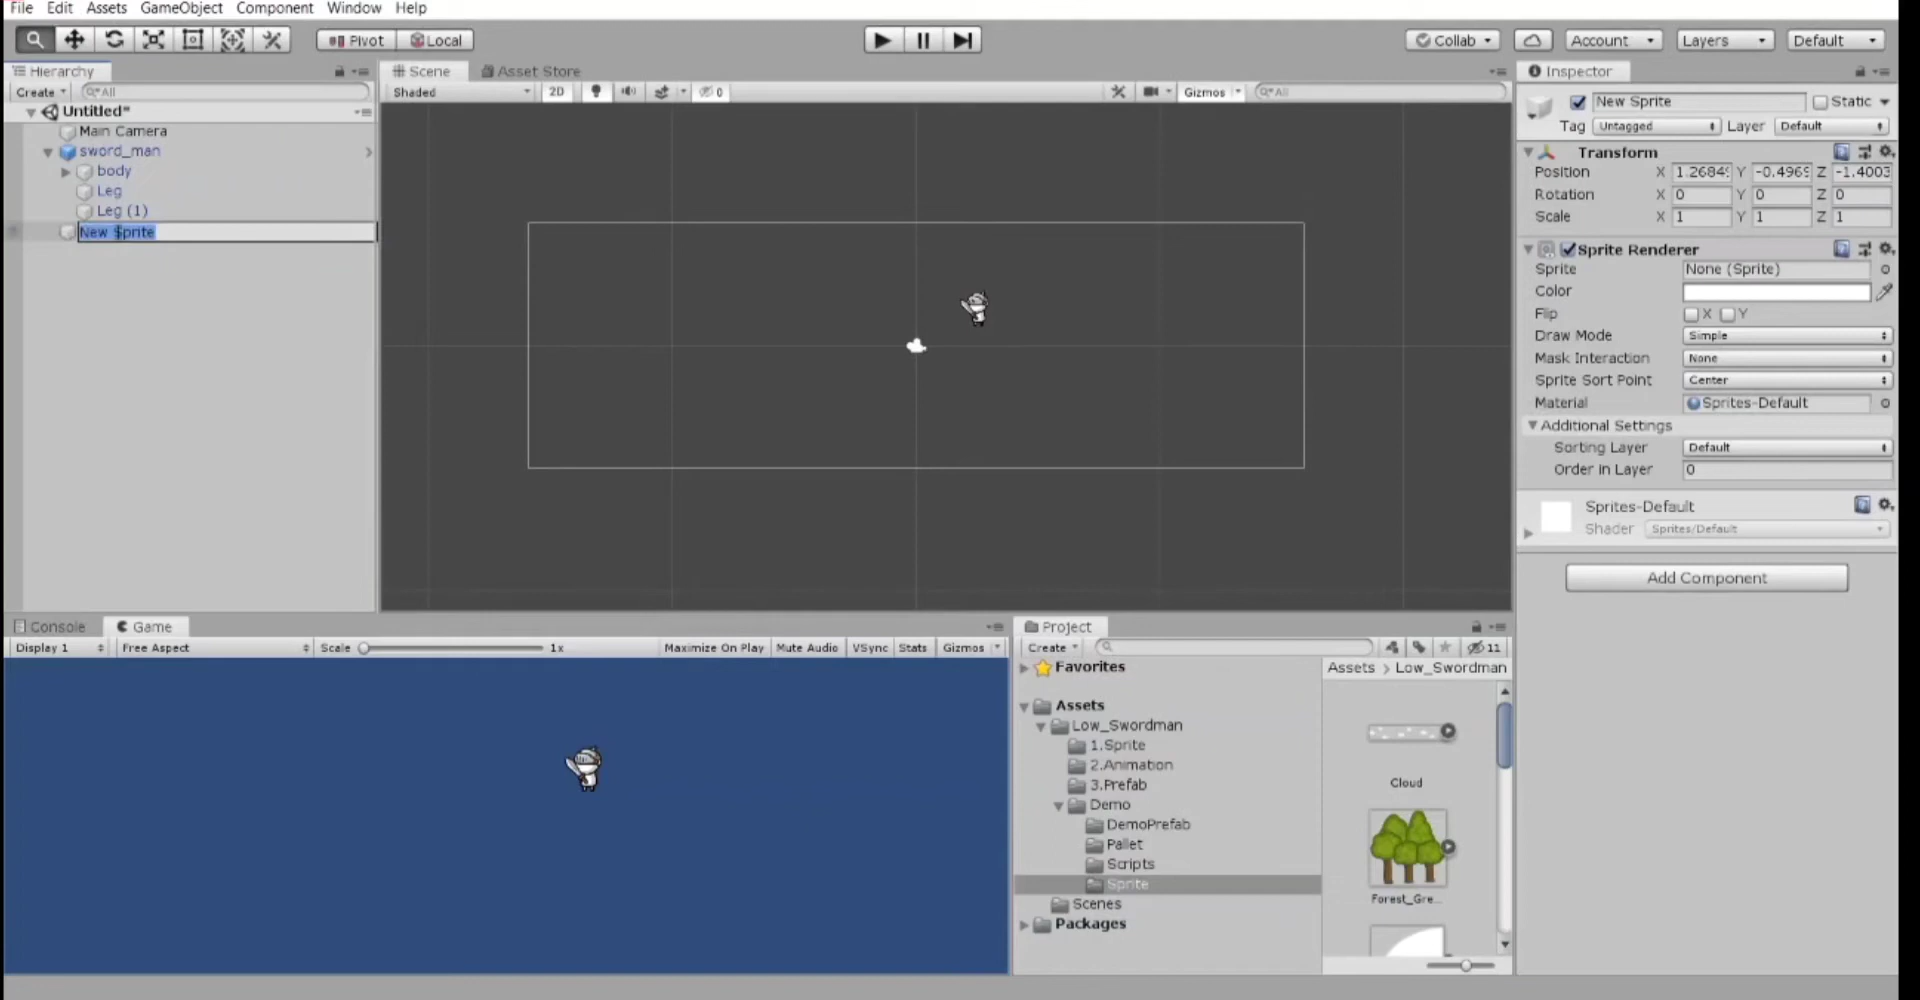 File Edit Assets GameObject Component Window Help
Pivot Local Collab Account Layers Default
Hierarchy
Create All
Untitled*
Main Camera
sword_man
body
Leg
Leg (1)
New Sprite
Scene Asset Store
Shaded 2D 0 Gizmos All
Inspector
New Sprite Static
Tag Untagged Layer Default
Transform
Position X 1.2684 Y -0.496 Z -1.4003
Rotation X 0 Y 0 Z 0
Scale X 1 Y 1 Z 1
Sprite Renderer
Sprite None (Sprite)
Color
Flip X Y
Draw Mode Simple
Mask Interaction None
Sprite Sort Point Center
Material Sprites-Default
Additional Settings
Sorting Layer Default
Order in Layer 0
Sprites-Default
Shader Sprites/Default
Add Component
Console Game
Display 1 Free Aspect Scale 1x Maximize On Play Mute Audio VSync Stats Gizmos
Project
Create 11
Favorites
Assets
Low_Swordman
1.Sprite
2.Animation
3.Prefab
Demo
DemoPrefab
Pallet
Scripts
Sprite
Scenes
Packages
Assets > Low_Swordman
Cloud
Forest_Gre...